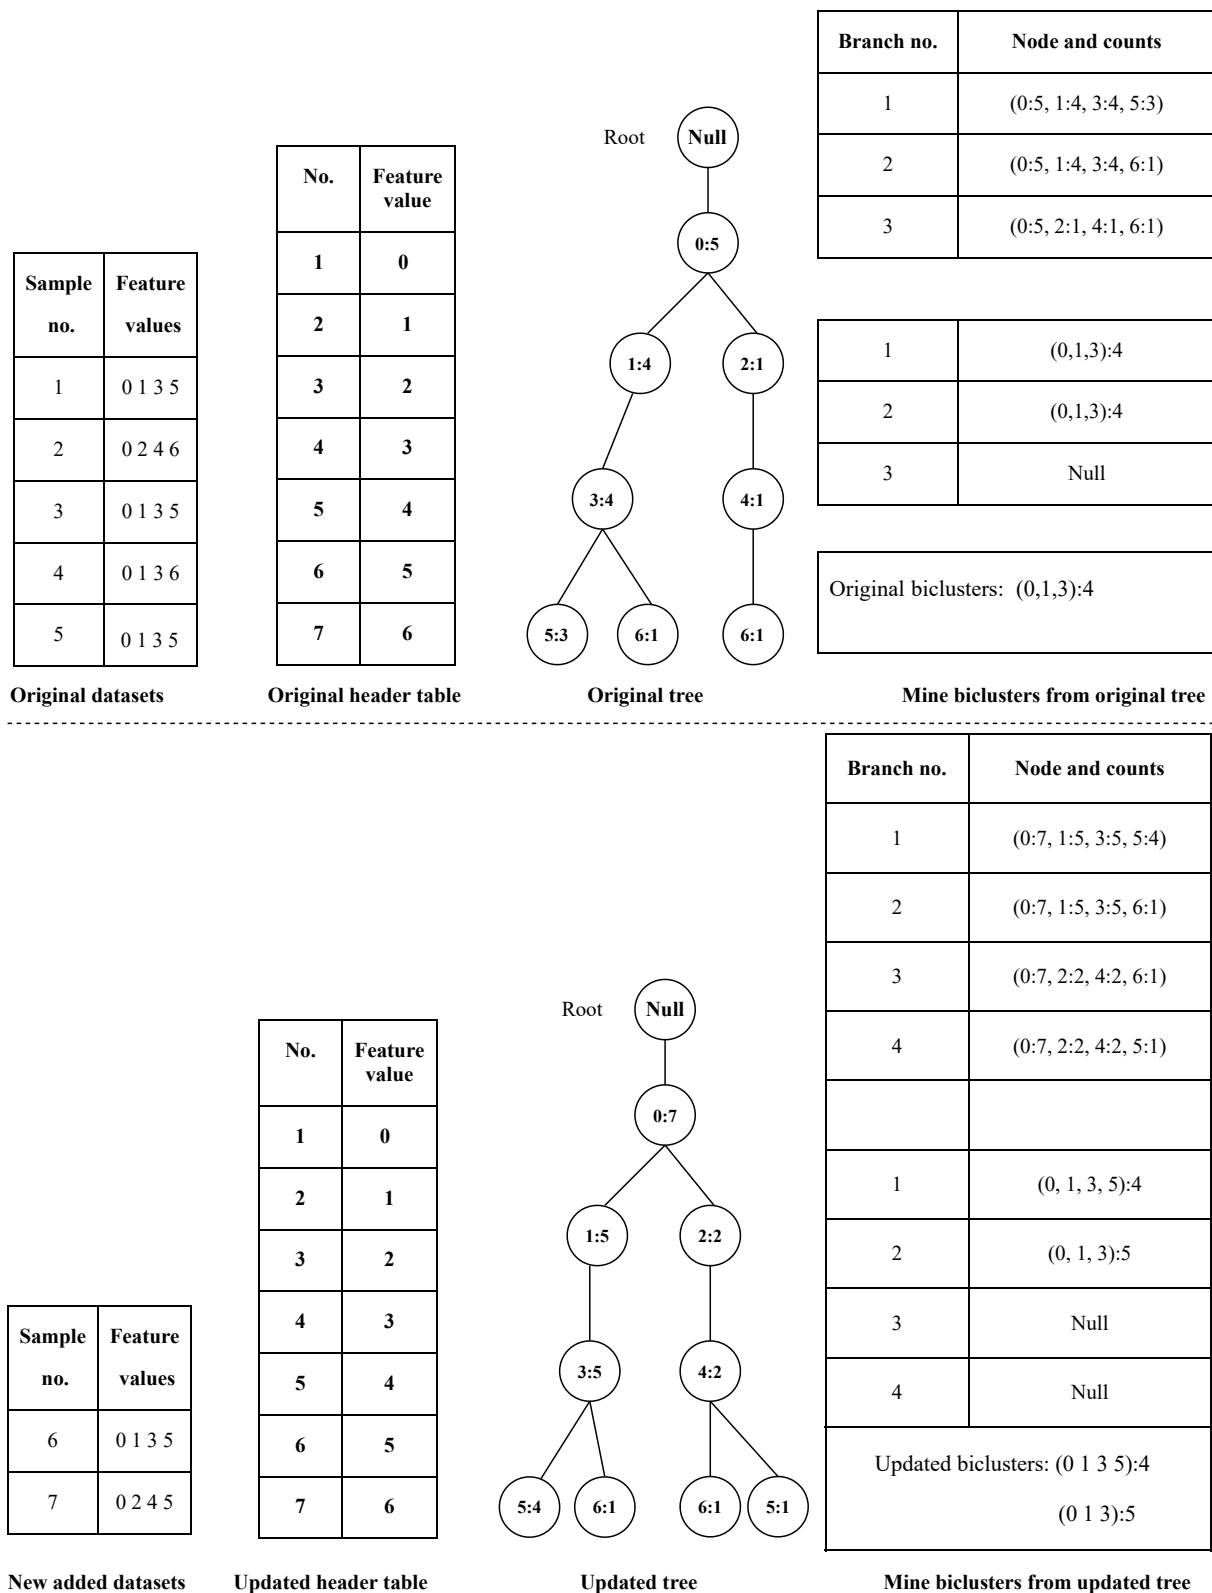 Sample
no.
Feature
values
1
0 1 3 5
2
0 2 4 6
3
0 1 3 5
4
0 1 3 6
5
0 1 3 5
Original datasets
No.
Feature
value
1
0
2
1
3
2
4
3
5
4
6
5
7
6
Original header table
Root
Null
0:5
1:4
2:1
3:4
4:1
5:3
6:1
6:1
Original tree
Branch no.
Node and counts
1
(0:5, 1:4, 3:4, 5:3)
2
(0:5, 1:4, 3:4, 6:1)
3
(0:5, 2:1, 4:1, 6:1)
1
(0,1,3):4
2
(0,1,3):4
3
Null
Original biclusters: (0,1,3):4
Mine biclusters from original tree
Sample
no.
Feature
values
6
0 1 3 5
7
0 2 4 5
New added datasets
No.
Feature
value
1
0
2
1
3
2
4
3
5
4
6
5
7
6
Updated header table
Root
Null
0:7
1:5
2:2
3:5
4:2
5:4
6:1
6:1
5:1
Updated tree
Branch no.
Node and counts
1
(0:7, 1:5, 3:5, 5:4)
2
(0:7, 1:5, 3:5, 6:1)
3
(0:7, 2:2, 4:2, 6:1)
4
(0:7, 2:2, 4:2, 5:1)
1
(0, 1, 3, 5):4
2
(0, 1, 3):5
3
Null
4
Null
Updated biclusters: (0 1 3 5):4
(0 1 3):5
Mine biclusters from updated tree